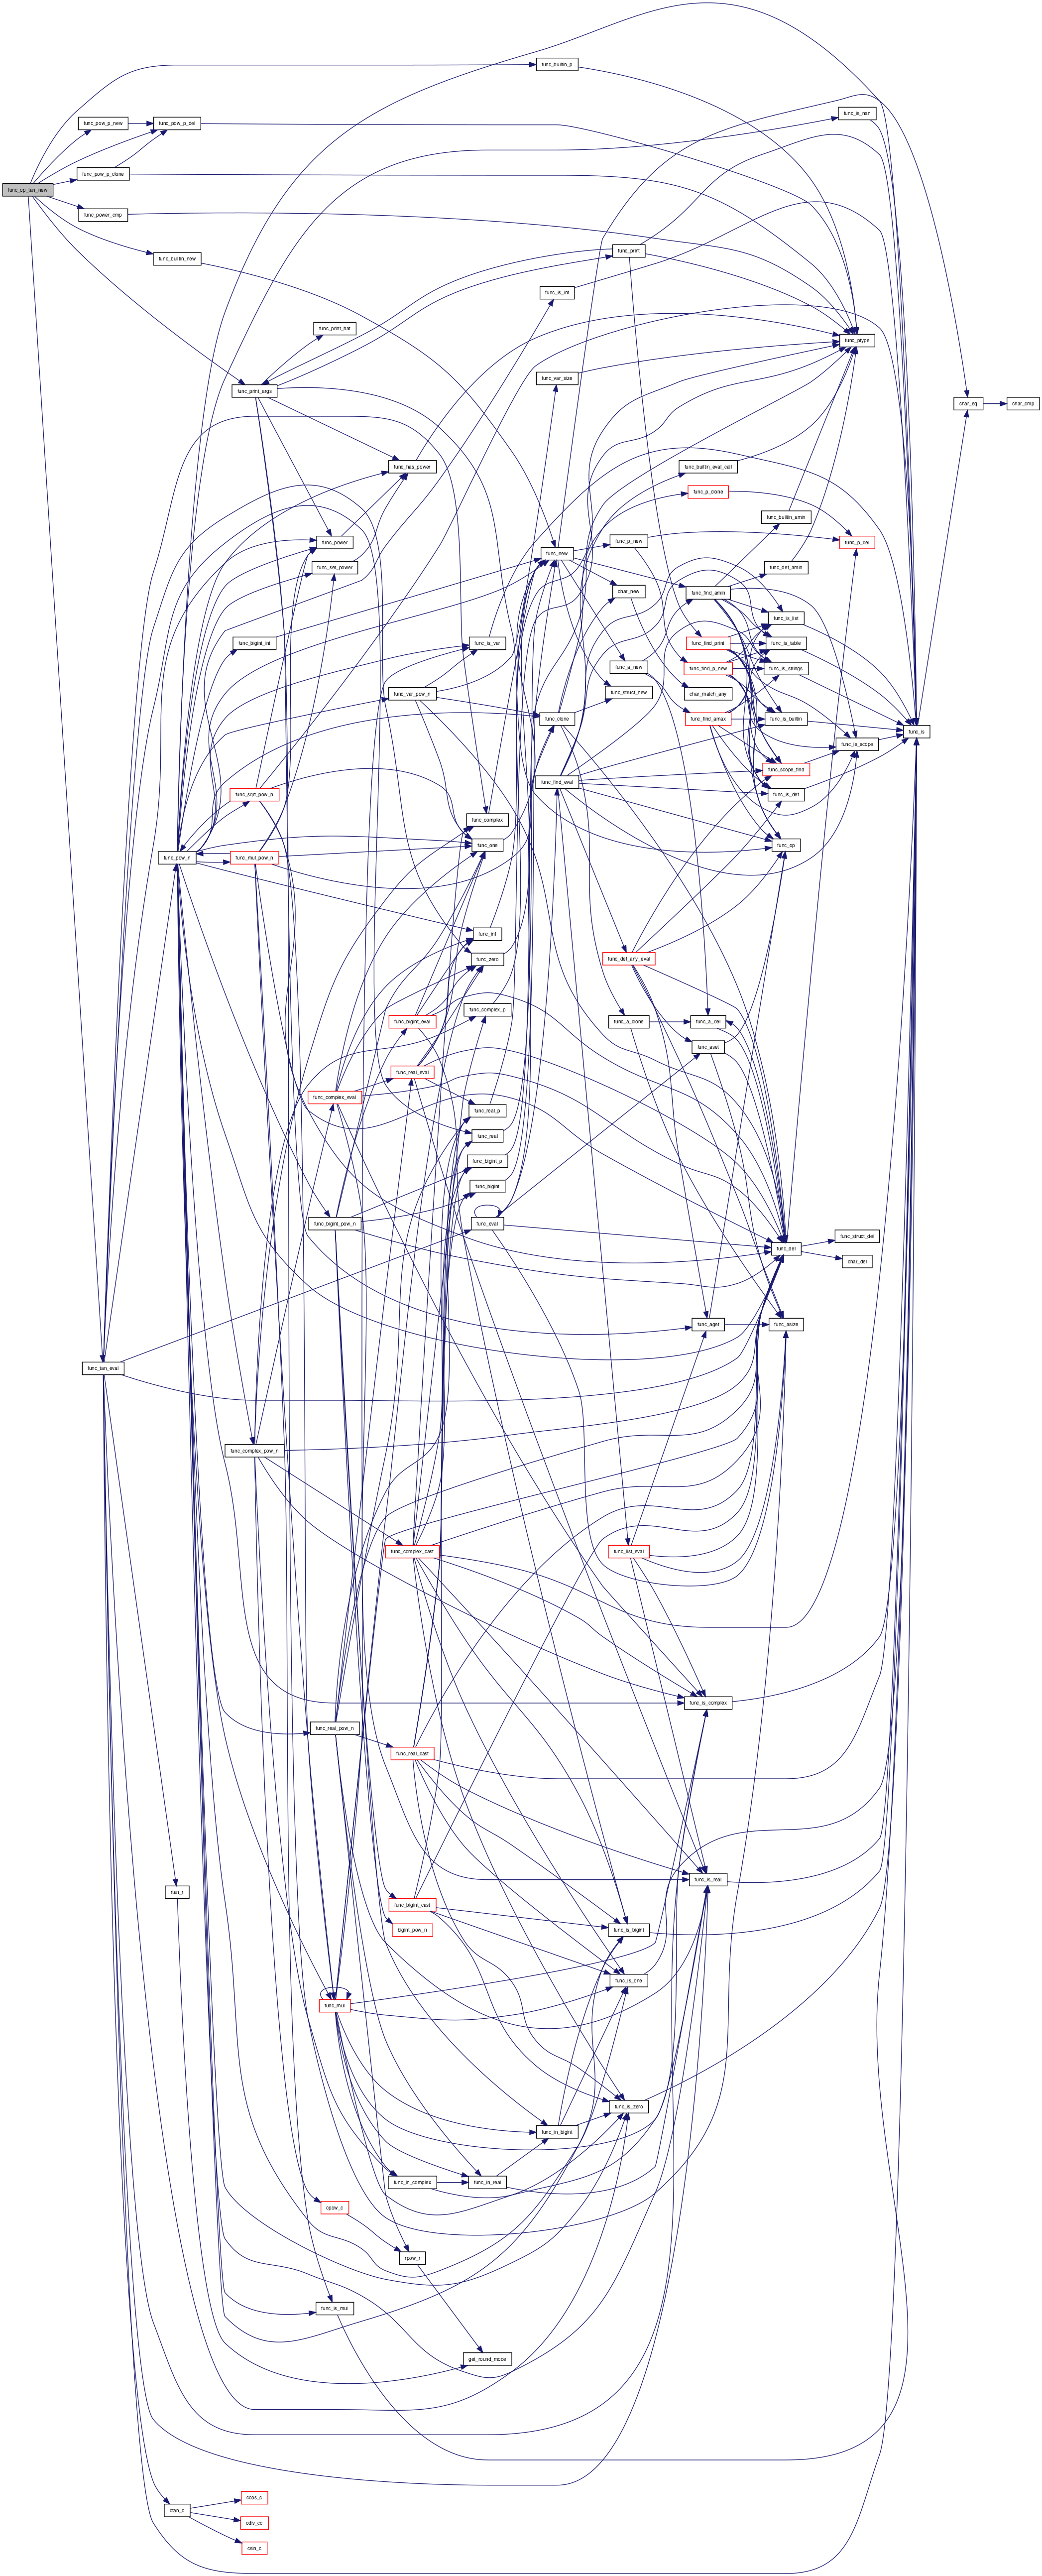 func_builtin_p
func_is_nan
func_pow_p_new
func_pow_p_del
func_pow_p_clone
func_op_tan_new
func_power_cmp
func_print
func_builtin_new
func_is_inf
func_print_hat
func_ptype
func_var_size
func_print_args
char_eq
char_cmp
func_has_power
func_builtin_eval_call
func_p_clone
func_builtin_amin
func_power
func_p_new
func_p_del
func_new
func_set_power
func_def_amin
char_new
func_find_amin
func_is_list
func_bigint_int
func_is_var
func_find_print
func_is_table
func_a_new
func_find_p_new
func_is_strings
func_var_pow_n
func_struct_new
char_match_any
func_clone
func_find_amax
func_is_builtin
func_is
func_is_scope
func_scope_find
func_find_eval
func_is_def
func_sqrt_pow_n
func_complex
func_one
func_op
func_pow_n
func_mul_pow_n
func_inf
func_zero
func_def_any_eval
func_complex_p
func_bigint_eval
func_a_clone
func_a_del
func_aset
func_real_eval
func_complex_eval
func_real_p
func_real
func_bigint_p
func_bigint
func_bigint_pow_n
func_eval
func_struct_del
func_del
char_del
func_aget
func_asize
func_tan_eval
func_complex_pow_n
func_complex_cast
func_list_eval
func_is_complex
func_real_pow_n
func_real_cast
func_is_real
rtan_r
func_bigint_cast
bigint_pow_n
func_is_bigint
func_is_one
func_mul
func_is_zero
func_in_bigint
func_in_complex
func_in_real
cpow_c
rpow_r
func_is_mul
get_round_mode
ccos_c
ctan_c
cdiv_cc
csin_c